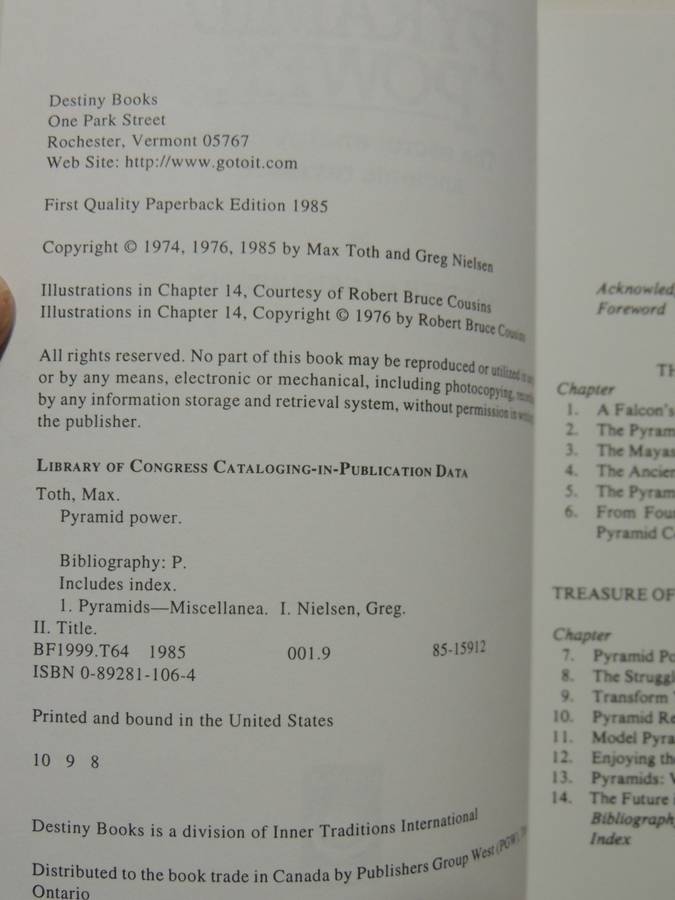 Destiny Books
One Park Street
Rochester, Vermont 05767
Web Site: http://www.gotoit.com
First Quality Paperback Edition 1985
Copyright © 1974, 1976, 1985 by Max Toth and Greg Nielsen
Illustrations in Chapter 14, Courtesy of Robert Bruce Cousins
Illustrations in Chapter 14, Copyright © 1976 by Robert Bruce Cousins
All rights reserved. No part of this book may be reproduced or utilized
or by any means, electronic or mechanical, including photocopying,
by any information storage and retrieval system, without permission in
the publisher.
LIBRARY OF CONGRESS CATALOGING-IN-PUBLICATION DATA
Toth, Max.
Pyramid power.
Bibliography: P.
Includes index.
1. Pyramids—Miscellanea. I. Nielsen, Greg.
II. Title.
BF1999.T64 1985 001.9 85-15912
ISBN 0-89281-106-4
Printed and bound in the United States
10 9 8
Destiny Books is a division of Inner Traditions International
Distributed to the book trade in Canada by Publishers Group West (PGW),
Ontario
Acknowled
Foreword
TH
Chapter
1. A Falcon's
2. The Pyram
3. The Mayas
4. The Ancien
5. The Pyram
6. From Four
Pyramid C
TREASURE OF
Chapter
7. Pyramid Po
8. The Struggl
9. Transform
10. Pyramid Re
11. Model Pyra
12. Enjoying the
13. Pyramids:
14. The Future
Bibliography
Index